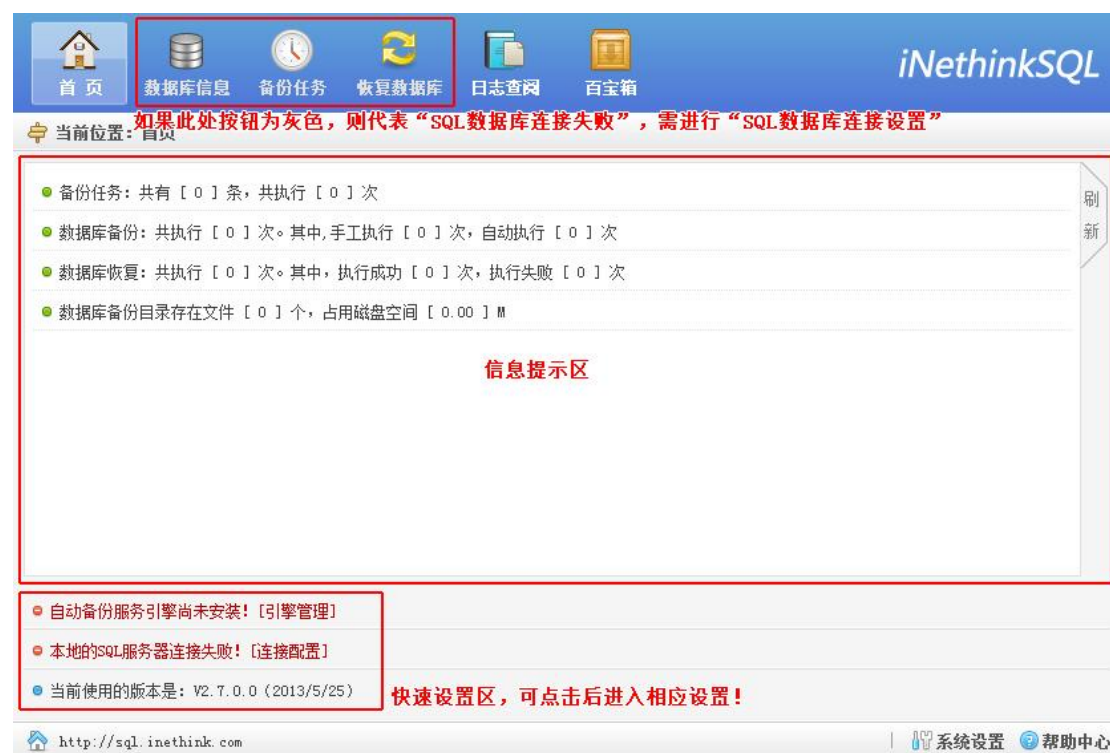 iNethinkSQL
首 页 数据库信息 备份任务 恢复数据库 日志查阅 百宝箱
如果此处按钮为灰色，则代表“SQL数据库连接失败”，需进行“SQL数据库连接设置”
当前位置：首页
刷新
备份任务：共有 [ 0 ] 条，共执行 [ 0 ] 次
数据库备份：共执行 [ 0 ] 次。其中,手工执行 [ 0 ] 次，自动执行 [ 0 ] 次
数据库恢复：共执行 [ 0 ] 次。其中，执行成功 [ 0 ] 次，执行失败 [ 0 ] 次
数据库备份目录存在文件 [ 0 ] 个，占用磁盘空间 [ 0.00 ] M
信息提示区
自动备份服务引擎尚未安装! [引擎管理]
本地的SQL服务器连接失败! [连接配置]
当前使用的版本是: V2.7.0.0 (2013/5/25)
快速设置区，可点击后进入相应设置！
http://sql.inethink.com
系统设置 帮助中心